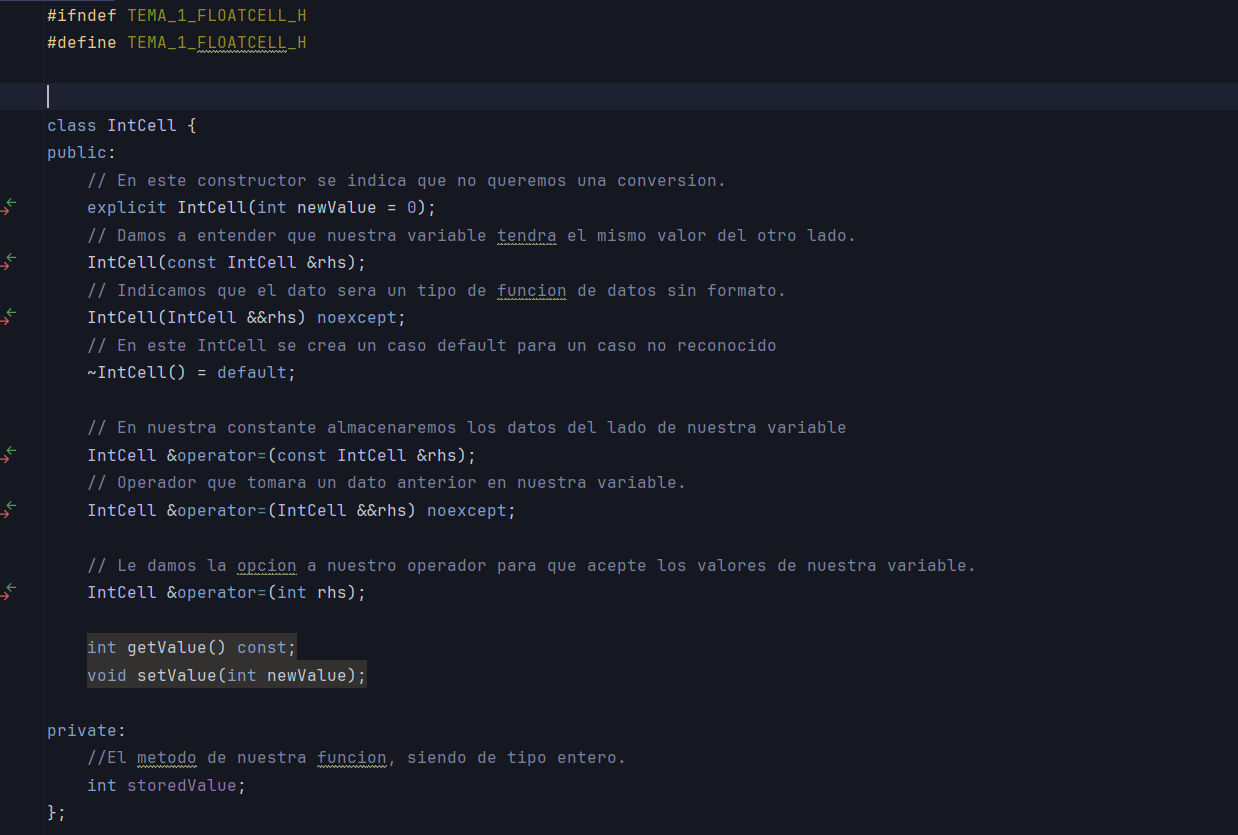 #ifndef TEMA_1_FLOATCELL_H
#define TEMA_1_FLOATCELL_H
class IntCell {
public:
// En este constructor se indica que no queremos una conversion.
explicit IntCell(int newValue = 0);
// Damos a entender que nuestra variable tendra el mismo valor del otro lado.
IntCell(const IntCell &rhs);
// Indicamos que el dato sera un tipo de funcion de datos sin formato.
IntCell(IntCell &&rhs) noexcept;
// En este IntCell se crea un caso default para un caso no reconocido
~IntCell() = default;
// En nuestra constante almacenaremos los datos del lado de nuestra variable
IntCell &operator=(const IntCell &rhs);
// Operador que tomara un dato anterior en nuestra variable.
IntCell &operator=(IntCell &&rhs) noexcept;
// Le damos la opcion a nuestro operador para que acepte los valores de nuestra variable.
IntCell &operator=(int rhs);
int getValue() const;
void setValue(int newValue);
private:
//El metodo de nuestra funcion, siendo de tipo entero.
int storedValue;
};